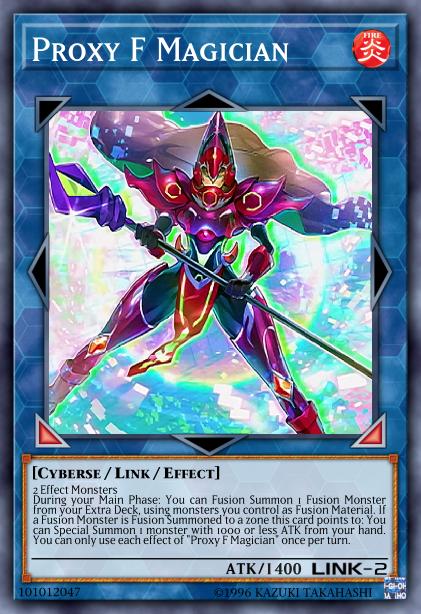 PROXY F MAGICIAN
FIRE
炎
[CYBERSE / LINK / EFFECT]
2 Effect Monsters
During your Main Phase: You can Fusion Summon 1 Fusion Monster
from your Extra Deck, using monsters you control as Fusion Material. If
a Fusion Monster is Fusion Summoned to a zone this card points to: You
can Special Summon 1 monster with 1000 or less ATK from your hand.
You can only use each effect of "Proxy F Magician" once per turn.
ATK/1400 LINK-2
101012047 ©1996 KAZUKI TAKAHASHI